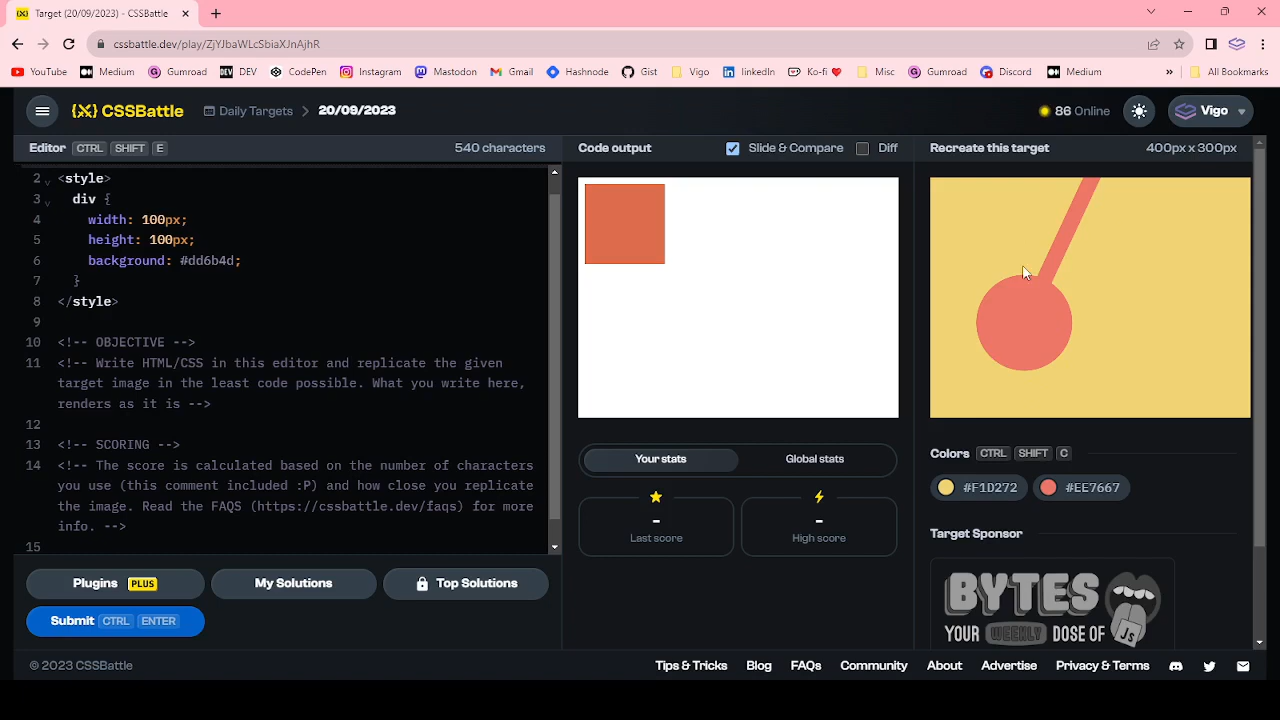 Target (20/09/2023) - CSSBattle
cssbattle.dev/play/ZjYJbaWLcSbiaXJnAjhR
YouTube Medium Gumroad DEV CodePen Instagram Mastodon Gmail Hashnode Gist Vigo linkedIn Ko-fi Misc Gumroad Discord Medium » All Bookmarks
{X} CSSBattle Daily Targets > 20/09/2023 86 Online Vigo
Editor CTRL SHIFT E 540 characters
Code output Slide & Compare Diff
Recreate this target 400px x 300px
2 <style>
3 div {
4 width: 100px;
5 height: 100px;
6 background: #dd6b4d;
7 }
8 </style>
9
10 <!-- OBJECTIVE -->
11 <!-- Write HTML/CSS in this editor and replicate the given
target image in the least code possible. What you write here,
renders as it is -->
12
13 <!-- SCORING -->
14 <!-- The score is calculated based on the number of characters
you use (this comment included :P) and how close you replicate
the image. Read the FAQS (https://cssbattle.dev/faqs) for more
info. -->
15
Your stats Global stats
-
Last score
-
High score
Colors CTRL SHIFT C
#F1D272 #EE7667
Target Sponsor
BYTES
YOUR WEEKLY DOSE OF JS
Plugins PLUS My Solutions Top Solutions
Submit CTRL ENTER
© 2023 CSSBattle
Tips & Tricks Blog FAQs Community About Advertise Privacy & Terms